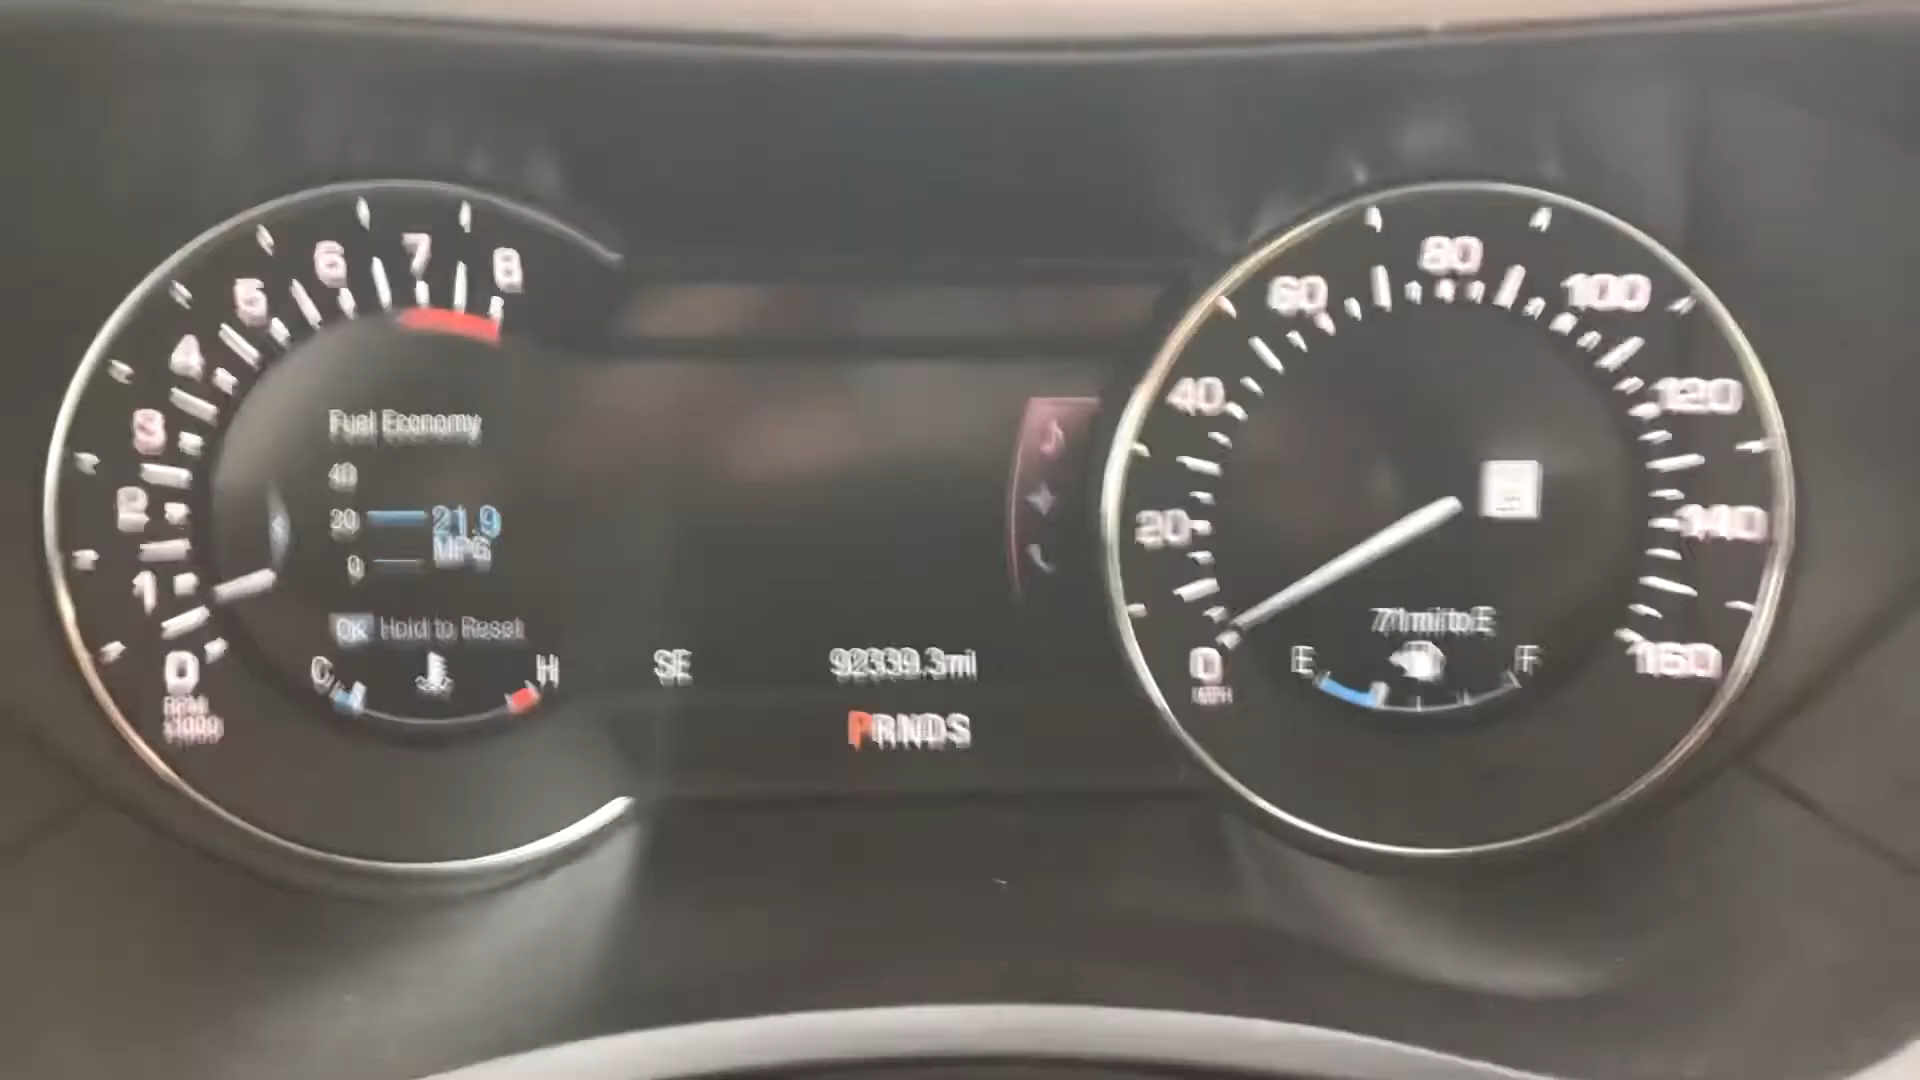 8
7
6
5
4
3
2
1
0
RPM
x1000
Fuel Economy
40
20
0
21.9
MPG
OK Hold to Reset
C H
SE
92339.3mi
PRNDS
0
20
40
60
80
100
120
140
160
MPH
71mi to E
E F